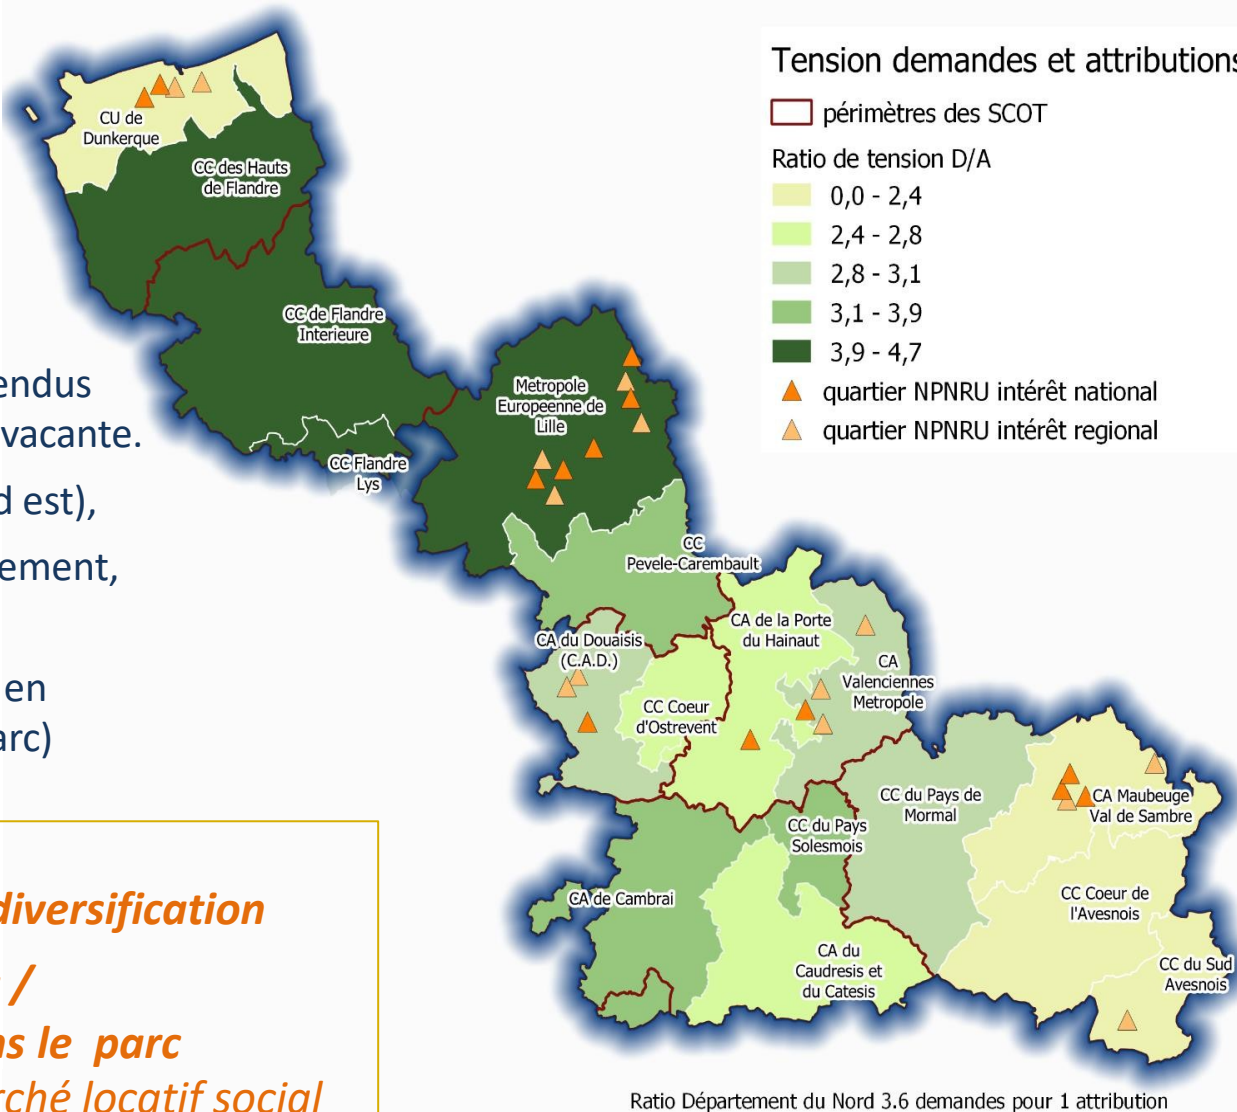 Tension demandes et attributions
périmètres des SCOT
Ratio de tension D/A
0,0 - 2,4
2,4 - 2,8
2,8 - 3,1
3,1 - 3,9
3,9 - 4,7
quartier NPNRU intérêt national
quartier NPNRU intérêt regional
CU de
Dunkerque
CC des Hauts
de Flandre
CC de Flandre
Interieure
CC Flandre
Lys
Metropole
Europeenne de
Lille
CC
Pevele-Carembault
CA du Douaisis
(C.A.D.)
CC Coeur
d'Ostrevent
CA de la Porte
du Hainaut
CA
Valenciennes
Metropole
CC du Pays de
Mormal
CA Maubeuge
Val de Sambre
CC du Pays
Solesmois
CA de Cambrai
CC Coeur de
l'Avesnois
CA du
Caudresis et
du Catesis
CC du Sud
Avesnois
endus
vacante.
d est),
ement,
en
arc)
diversification
/
ns le parc
rché locatif social
Ratio Département du Nord 3.6 demandes pour 1 attribution